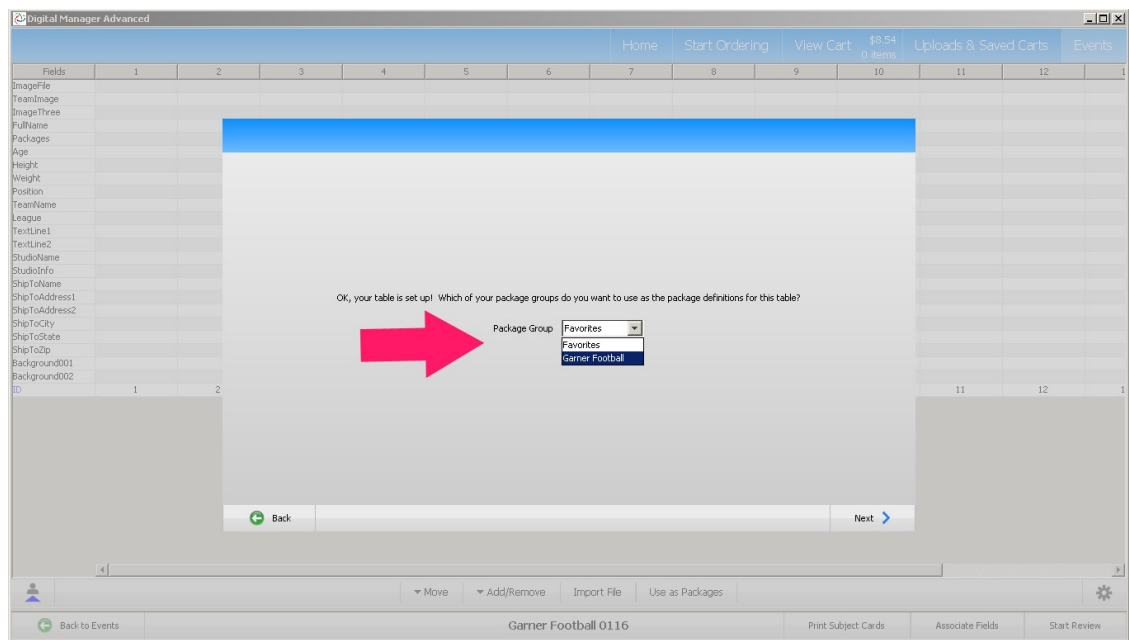 Digital Manager Advanced
Home Start Ordering View Cart $8.54 0 items Uploads & Saved Carts Events
Fields 1 2 3 4 5 6 7 8 9 10 11 12 1
ImageFile
TeamImage
ImageThree
FullName
Packages
Age
Height
Weight
Position
TeamName
League
TextLine1
TextLine2
StudioName
StudioInfo
ShipToName
ShipToAddress1
ShipToAddress2
ShipToCity
ShipToState
ShipToZip
Background001
Background002
ID 1 2 11 12 1
OK, your table is set up! Which of your package groups do you want to use as the package definitions for this table?
Package Group Favorites
Favorites
Garner Football
Back Next
Move Add/Remove Import File Use as Packages
Back to Events Garner Football 0116 Print Subject Cards Associate Fields Start Review